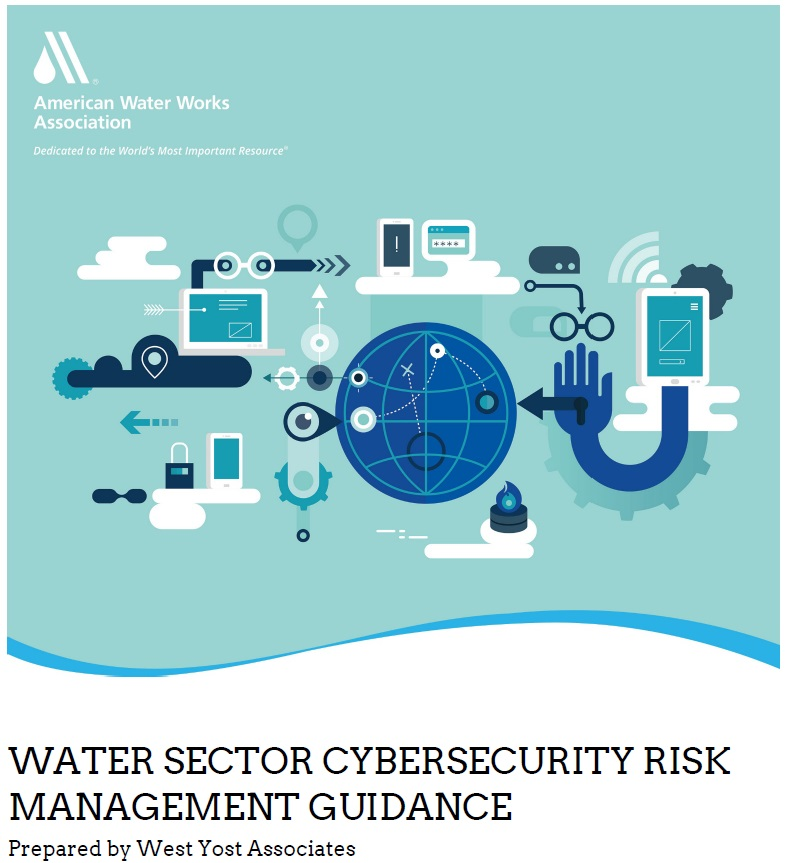 American Water Works
Association
Dedicated to the World's Most Important Resource®
!
****
WATER SECTOR CYBERSECURITY RISK
MANAGEMENT GUIDANCE
Prepared by West Yost Associates